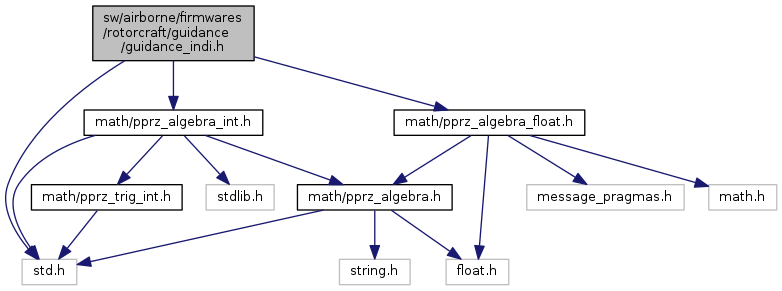 sw/airborne/firmwares
/rotorcraft/guidance
/guidance_indi.h
math/pprz_algebra_int.h
math/pprz_algebra_float.h
math/pprz_trig_int.h
stdlib.h
math/pprz_algebra.h
message_pragmas.h
math.h
std.h
string.h
float.h